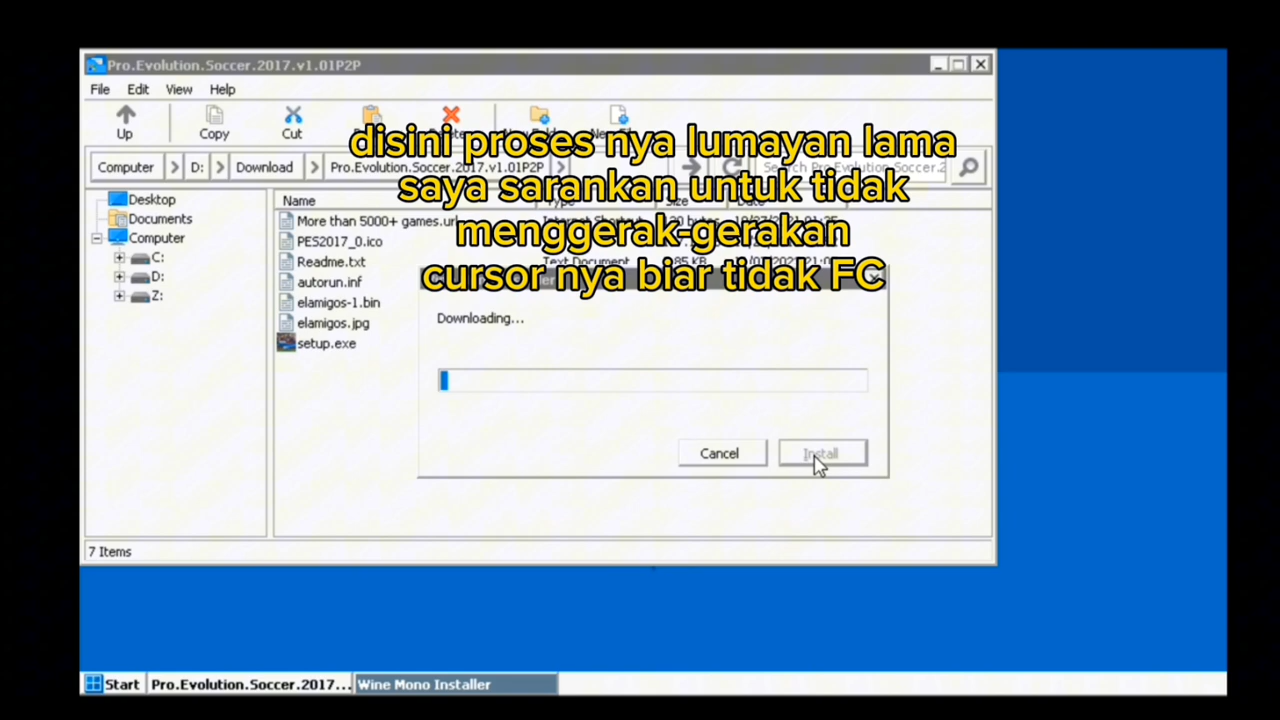 Pro.Evolution.Soccer.2017.v1.01P2P
File Edit View Help
Up Copy Cut
disini proses nya lumayan lama
saya sarankan untuk tidak
menggerak-gerakan
cursor nya biar tidak FC
Computer D: Download Pro.Evolution.Soccer.2017.v1.01P2P
Desktop
Documents
Computer
C:
D:
Z:
Name
More than 5000+ games.url
PES2017_0.ico
Readme.txt
autorun.inf
elamigos-1.bin
elamigos.jpg
setup.exe
Downloading...
Cancel Install
7 Items
Start Pro.Evolution.Soccer.2017... Wine Mono Installer